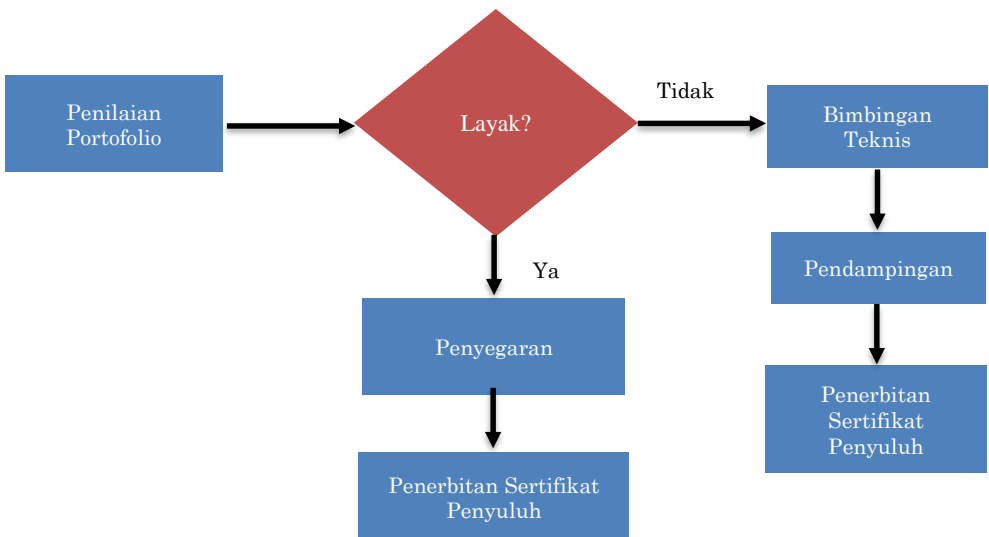 Penilaian
Portofolio
Layak?
Tidak
Bimbingan
Teknis
Ya
Pendampingan
Penyegaran
Penerbitan
Sertifikat
Penyuluh
Penerbitan Sertifikat
Penyuluh